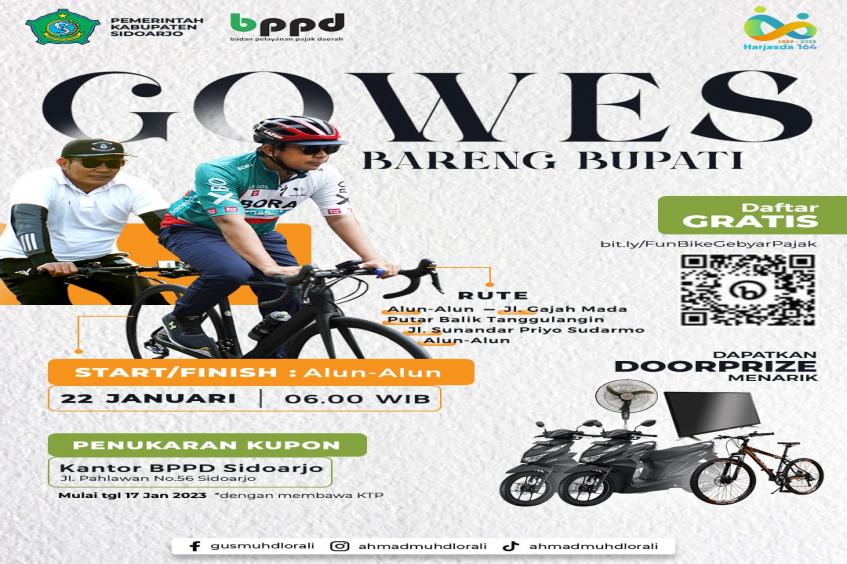 PEMERINTAH
KABUPATEN
SIDOARJO
bppd
badan pelayanan pajak daerah
1859 - 2023
Harjasda 164
GOWES
BARENG BUPATI
Daftar
GRATIS
bit.ly/FunBikeGebyarPajak
BORA
RUTE
Alun-Alun — Jl. Gajah Mada
Putar Balik Tanggulangin
Jl. Sunandar Priyo Sudarmo
Alun-Alun
START/FINISH : Alun-Alun
22 JANUARI | 06.00 WIB
DAPATKAN
DOORPRIZE
MENARIK
PENUKARAN KUPON
Kantor BPPD Sidoarjo
Jl. Pahlawan No.56 Sidoarjo
Mulai tgl 17 Jan 2023 *dengan membawa KTP
gusmuhdlorali ahmadmuhdlorali ahmadmuhdlorali